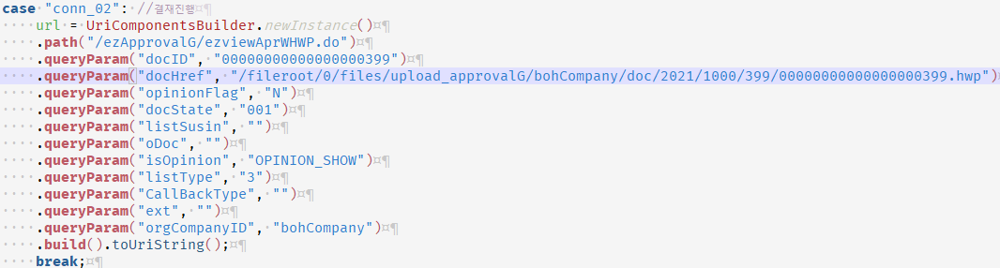 case "conn_02": //결재진행
url = UriComponentsBuilder.newInstance()
.path("/ezApprovalG/ezviewAprWHWP.do")
.queryParam("docID", "00000000000000000399")
.queryParam("docHref", "/fileroot/0/files/upload_approvalG/bohCompany/doc/2021/1000/399/00000000000000000399.hwp")
.queryParam("opinionFlag", "N")
.queryParam("docState", "001")
.queryParam("listSusin", "")
.queryParam("oDoc", "")
.queryParam("isOpinion", "OPINION_SHOW")
.queryParam("listType", "3")
.queryParam("CallBackType", "")
.queryParam("ext", "")
.queryParam("orgCompanyID", "bohCompany")
.build().toUriString();
break;